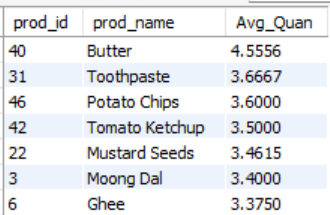 prod_id prod_name Avg_Quan
40 Butter 4.5556
31 Toothpaste 3.6667
46 Potato Chips 3.6000
42 Tomato Ketchup 3.5000
22 Mustard Seeds 3.4615
3 Moong Dal 3.4000
6 Ghee 3.3750